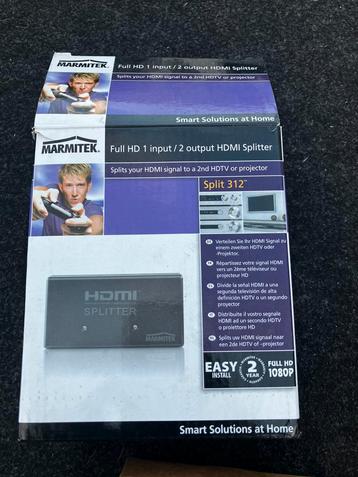 MARMITEK®
Full HD 1 input / 2 output HDMI Splitter
Splits your HDMI signal to a 2nd HDTV or projector
Smart Solutions at Home
MARMITEK®
Full HD 1 input / 2 output HDMI Splitter
Splits your HDMI signal to a 2nd HDTV or projector
Split 312™
Verteilen Sie Ihr HDMI Signal zu
einem zweiten HDTV oder
-Projektor.
Répartissez votre signal HDMI
vers un 2ème téléviseur ou
projecteur HD
Divide la señal HDMI a una
segunda televisión de alta
definición HDTV o un segundo
proyector
Distribuite il vostro segnale
HDMI ad un secondo HDTV
o proiettore HD
Splits uw HDMI signaal naar
een 2de HDTV of -projector
HDMI
SPLITTER
MARMITEK
EASY
INSTALL
2
YEAR
FULL HD
1080P
Smart Solutions at Home